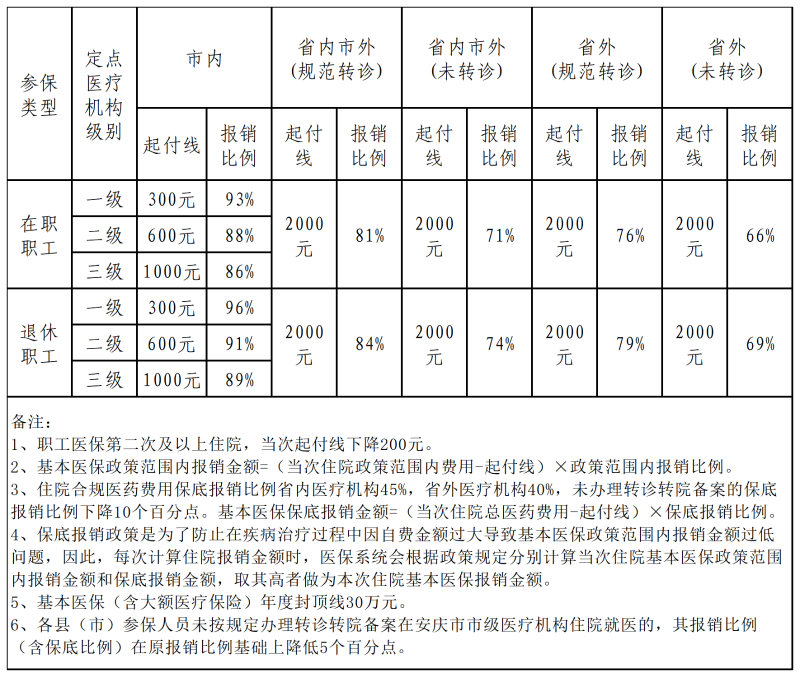 参保类型 定点医疗机构级别 市内 省内市外(规范转诊) 省内市外(未转诊) 省外(规范转诊) 省外(未转诊)
起付线 报销比例 起付线 报销比例 起付线 报销比例 起付线 报销比例 起付线 报销比例
在职职工 一级 300元 93% 2000元 81% 2000元 71% 2000元 76% 2000元 66%
二级 600元 88%
三级 1000元 86%
退休职工 一级 300元 96% 2000元 84% 2000元 74% 2000元 79% 2000元 69%
二级 600元 91%
三级 1000元 89%
备注：
1、职工医保第二次及以上住院，当次起付线下降200元。
2、基本医保政策范围内报销金额=（当次住院政策范围内费用-起付线）×政策范围内报销比例。
3、住院合规医药费用保底报销比例省内医疗机构45%，省外医疗机构40%，未办理转诊转院备案的保底
报销比例下降10个百分点。基本医保保底报销金额=（当次住院总医药费用-起付线）×保底报销比例。
4、保底报销政策是为了防止在疾病治疗过程中因自费金额过大导致基本医保政策范围内报销金额过低
问题，因此，每次计算住院报销金额时，医保系统会根据政策规定分别计算当次住院基本医保政策范围
内报销金额和保底报销金额，取其高者做为本次住院基本医保报销金额。
5、基本医保（含大额医疗保险）年度封顶线30万元。
6、各县（市）参保人员未按规定办理转诊转院备案在安庆市市级医疗机构住院就医的，其报销比例
（含保底比例）在原报销比例基础上降低5个百分点。